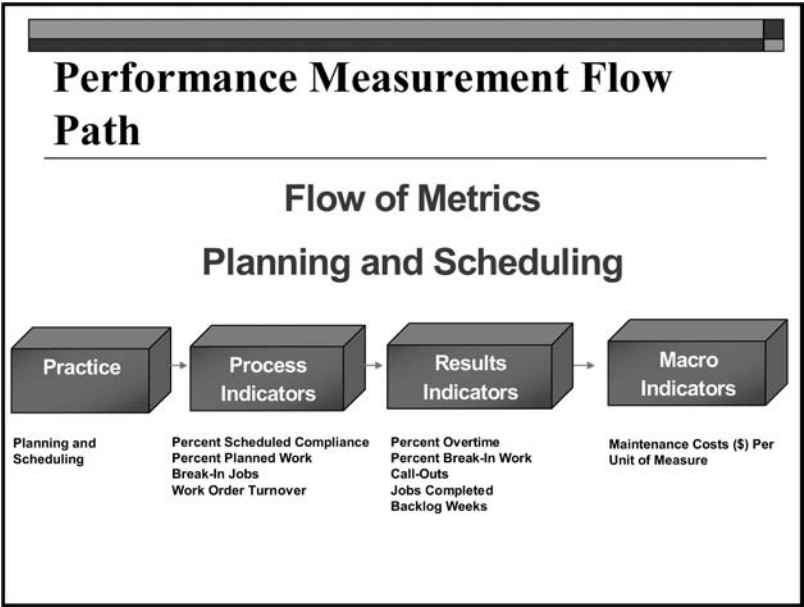 Performance Measurement Flow
Path
Flow of Metrics
Planning and Scheduling
Practice
Process
Indicators
Results
Indicators
Macro
Indicators
Planning and
Scheduling
Percent Scheduled Compliance
Percent Planned Work
Break-In Jobs
Work Order Turnover
Percent Overtime
Percent Break-In Work
Call-Outs
Jobs Completed
Backlog Weeks
Maintenance Costs ($) Per
Unit of Measure